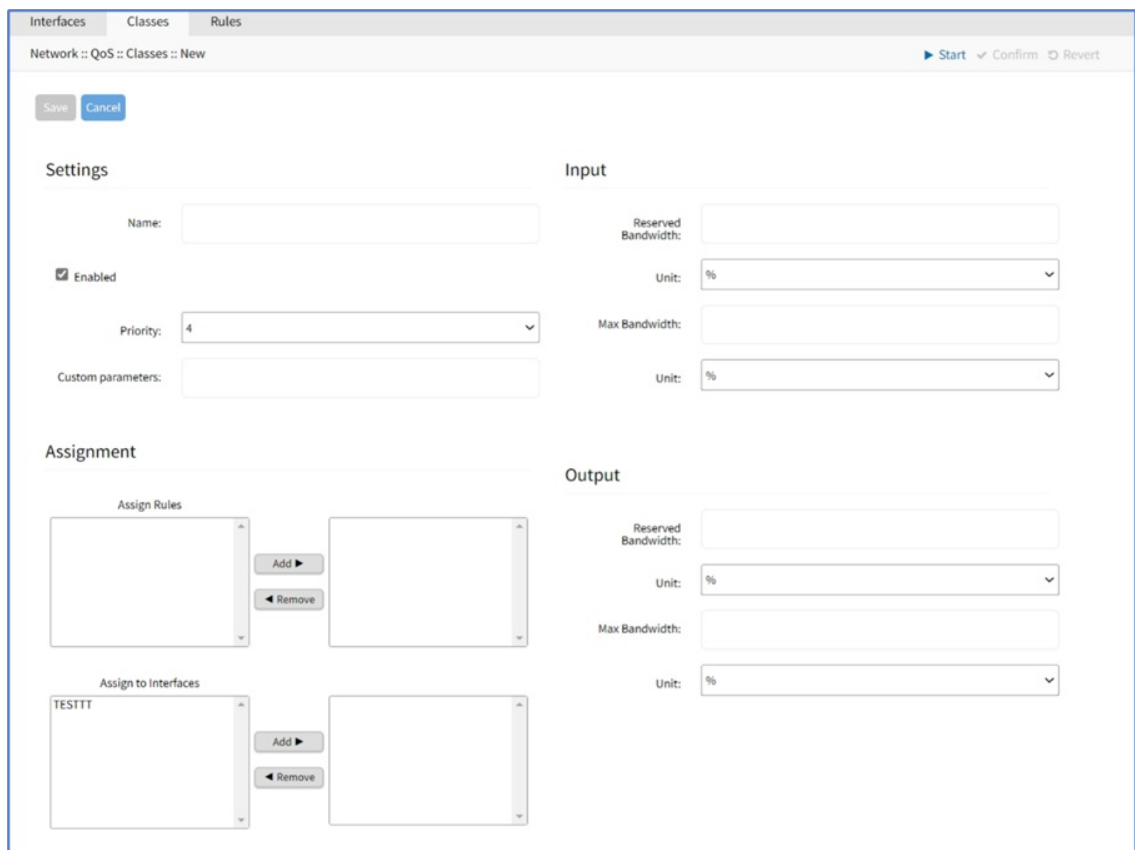 Interfaces Classes Rules
Network :: QoS :: Classes :: New
Start Confirm Revert
Save Cancel
Settings
Name:
Enabled
Priority: 4
Custom parameters:
Assignment
Assign Rules
Add ►
◄ Remove
Assign to Interfaces
TESTTT
Add ►
◄ Remove
Input
Reserved
Bandwidth:
Unit: %
Max Bandwidth:
Unit: %
Output
Reserved
Bandwidth:
Unit: %
Max Bandwidth:
Unit: %